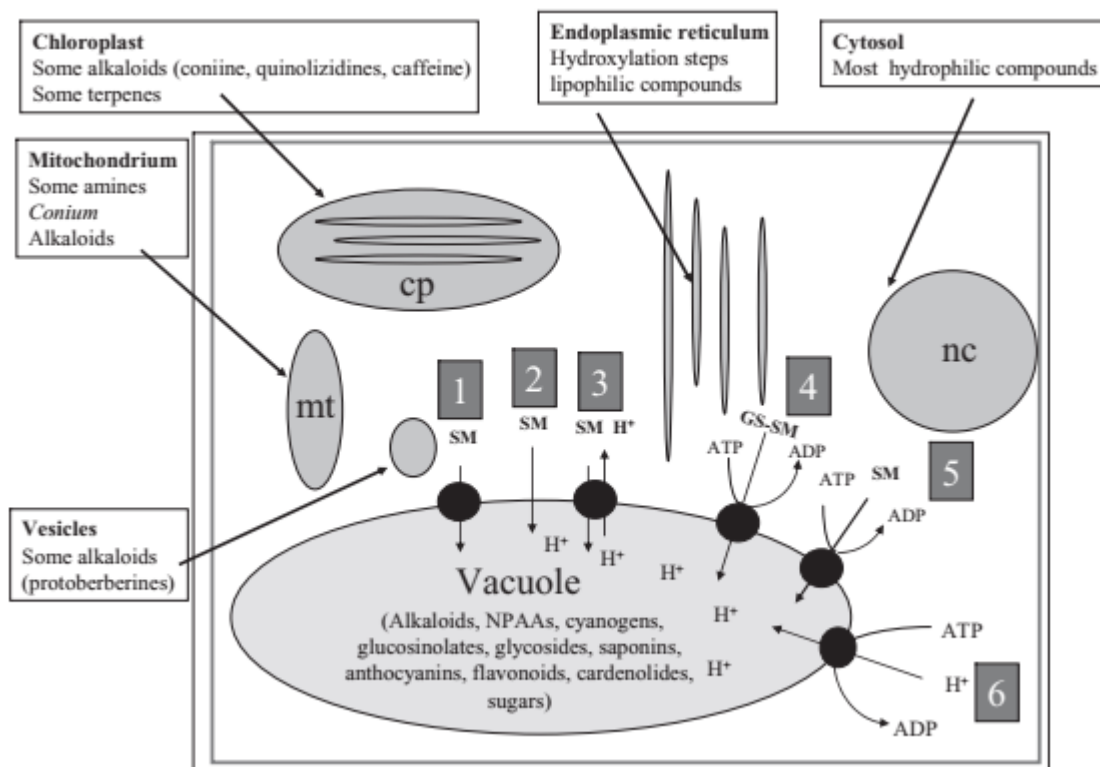 Chloroplast
Some alkaloids (coniine, quinolizidines, caffeine)
Some terpenes
Endoplasmic reticulum
Hydroxylation steps
lipophilic compounds
Cytosol
Most hydrophilic compounds
Mitochondrium
Some amines
Conium
Alkaloids
cp
nc
mt
1
2
3
4
SM
SM
SM H⁺
GS-SM
ATP
ADP
5
ATP
SM
ADP
Vesicles
Some alkaloids
(protoberberines)
H⁺
H⁺
H⁺
H⁺
H⁺
Vacuole
(Alkaloids, NPAAs, cyanogens,
glucosinolates, glycosides, saponins,
anthocyanins, flavonoids, cardenolides,
sugars)
ATP
H⁺
6
ADP